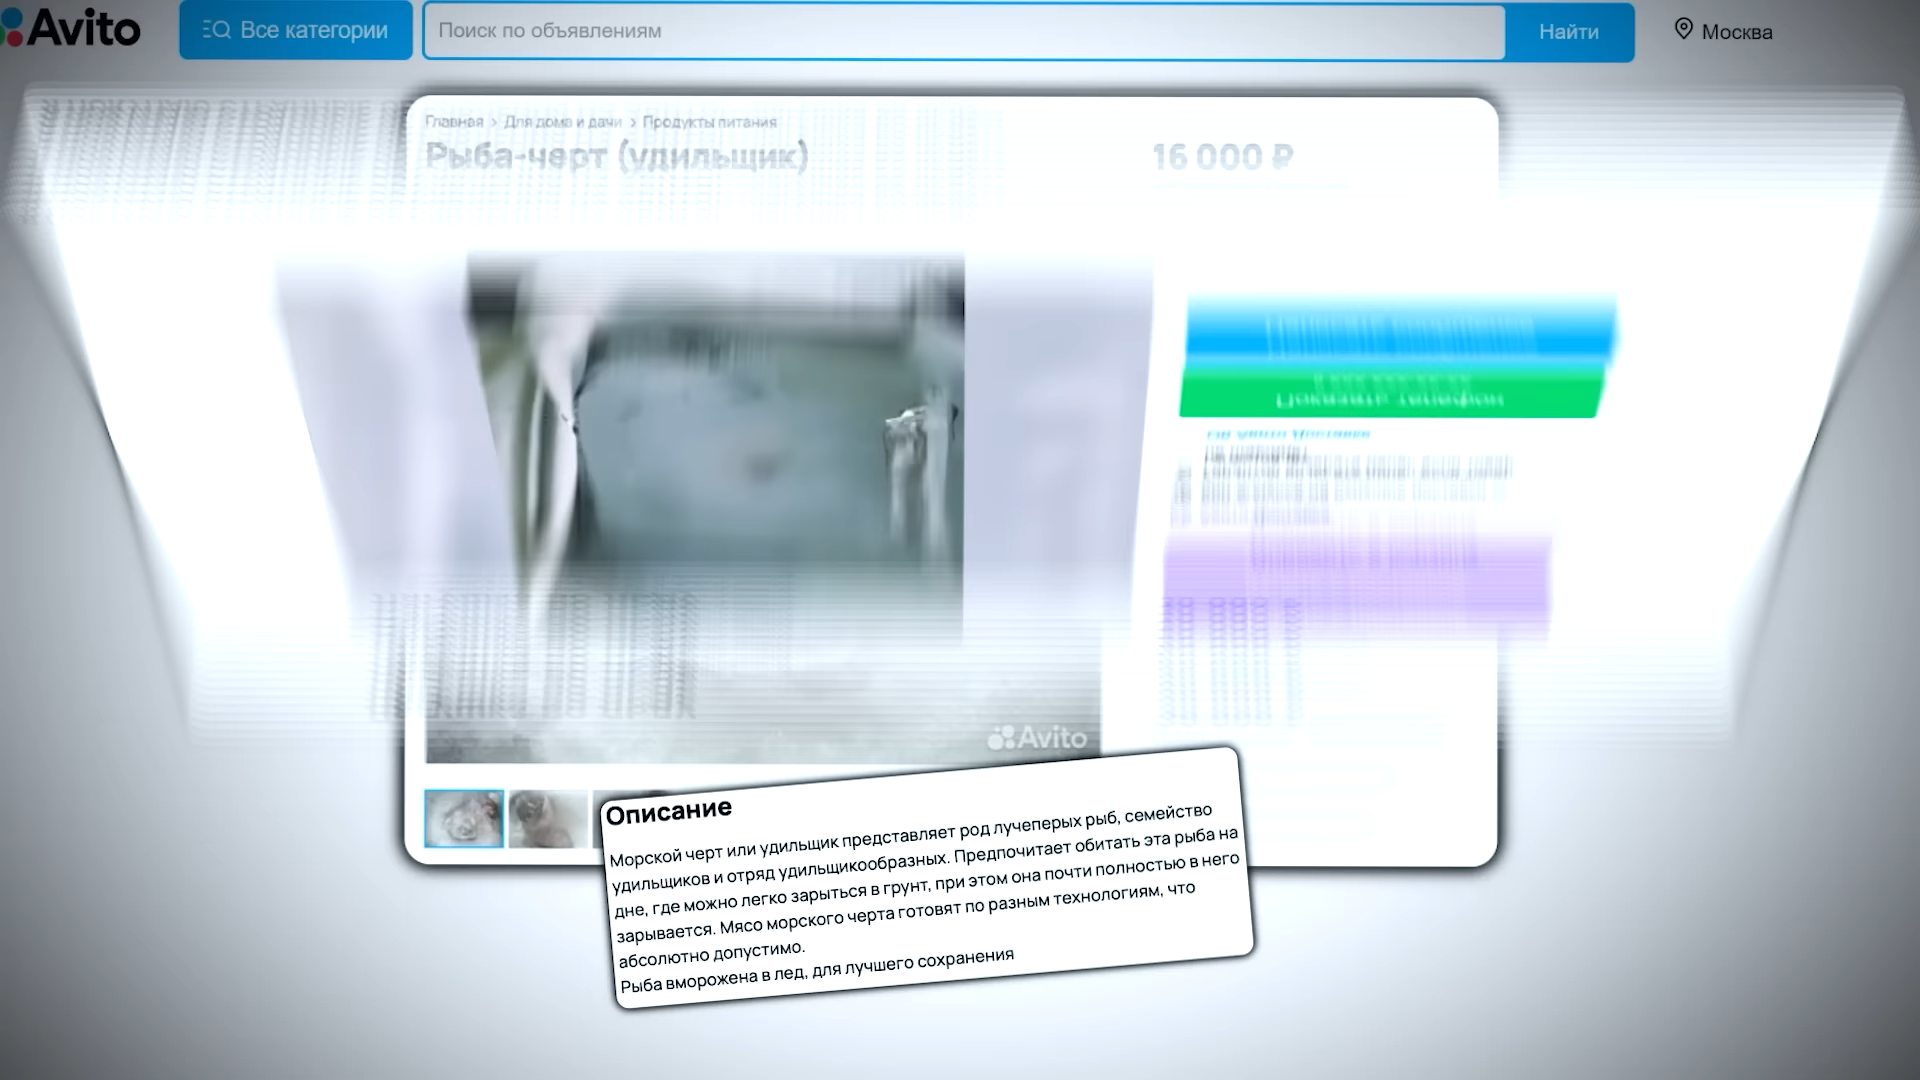 Avito
Все категории
Поиск по объявлениям
Найти
Москва
Главная > Для дома и дачи > Продукты питания
Рыба-черт (удильщик)
16 000 ₽
Показать телефон
Avito
Описание
Морской черт или удильщик представляет род лучеперых рыб, семейство
удильщиков и отряд удильщикообразных. Предпочитает обитать эта рыба на
дне, где можно легко зарыться в грунт, при этом она почти полностью в него
зарывается. Мясо морского черта готовят по разным технологиям, что
абсолютно допустимо.
Рыба вморожена в лед, для лучшего сохранения